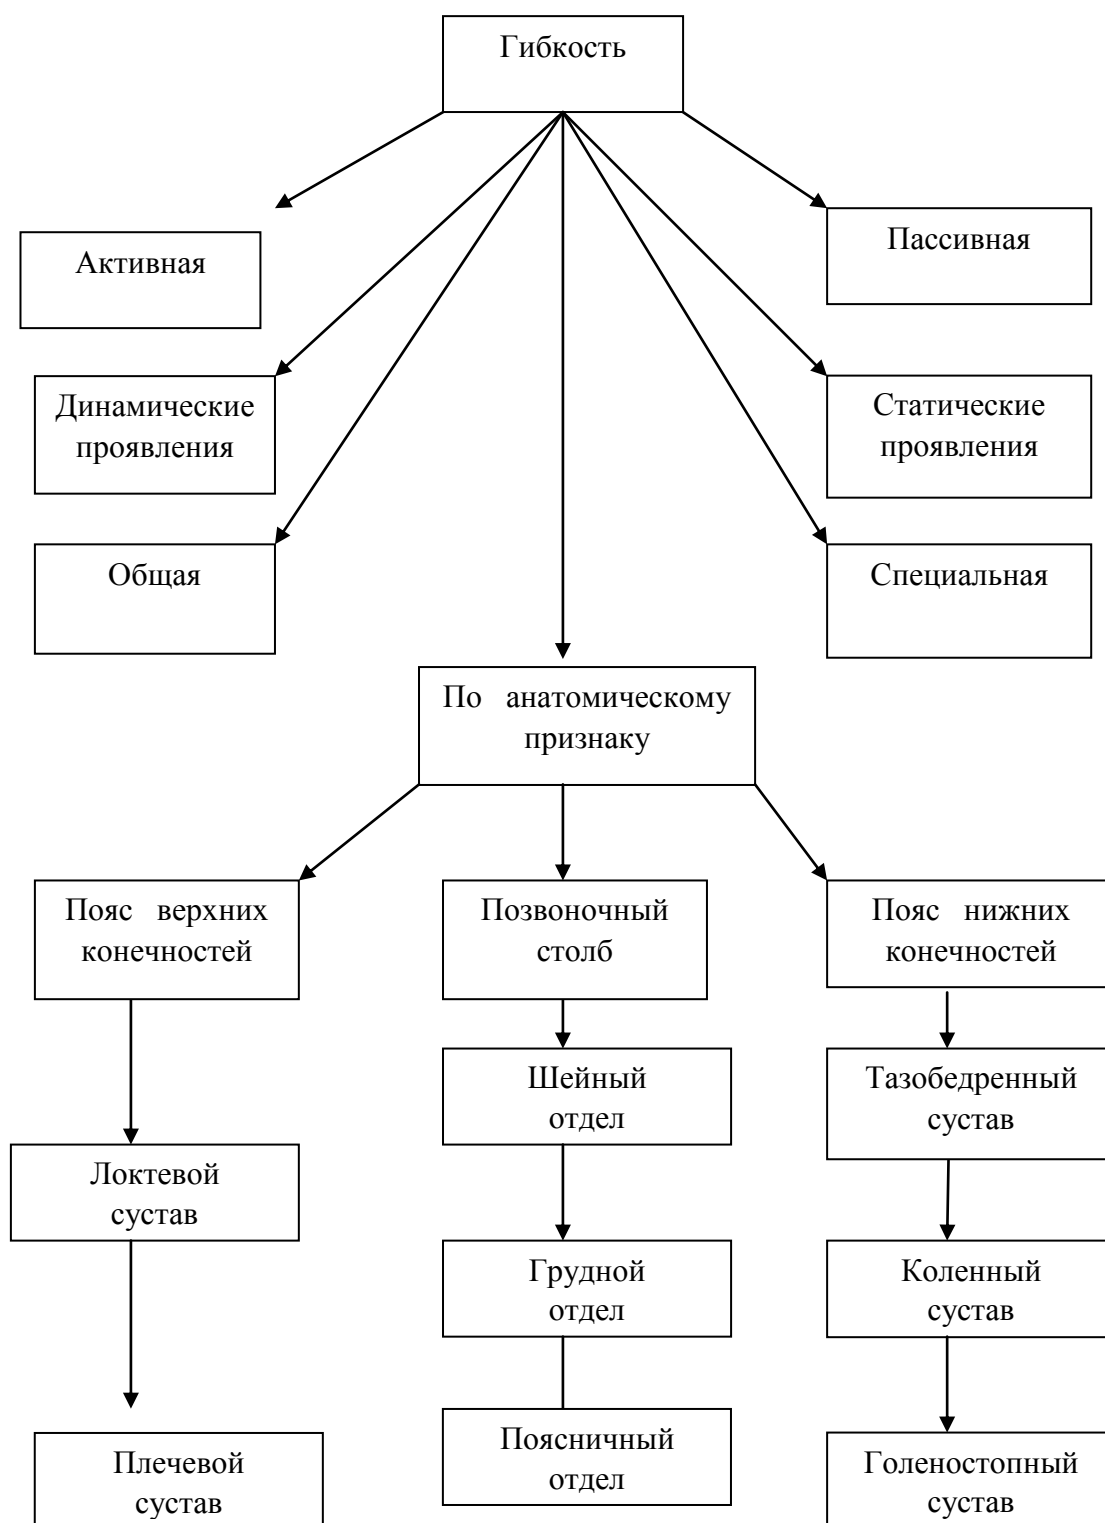 Гибкость
Активная
Пассивная
Динамические
проявления
Статические
проявления
Общая
Специальная
По анатомическому
признаку
Пояс верхних
конечностей
Позвоночный
столб
Пояс нижних
конечностей
Шейный
отдел
Тазобедренный
сустав
Локтевой
сустав
Грудной
отдел
Коленный
сустав
Плечевой
сустав
Поясничный
отдел
Голеностопный
сустав